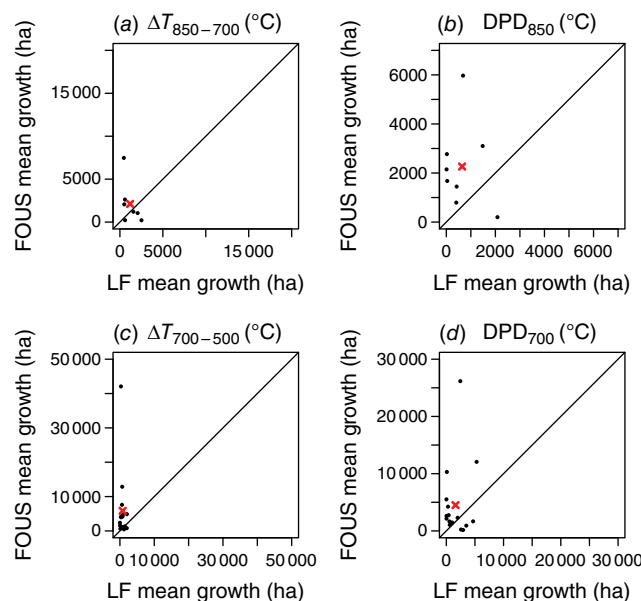 (a) ΔT850–700 (°C)
(b) DPD850 (°C)
FOUS mean growth (ha)
15 000
5000
0
0
5000
15 000
LF mean growth (ha)
FOUS mean growth (ha)
6000
4000
2000
0
0
2000
4000
6000
LF mean growth (ha)
(c) ΔT700–500 (°C)
(d) DPD700 (°C)
FOUS mean growth (ha)
50 000
30 000
10 000
0
0
10 000
30 000
50 000
LF mean growth (ha)
FOUS mean growth (ha)
30 000
20 000
10 000
0
0
10 000
20 000
30 000
LF mean growth (ha)